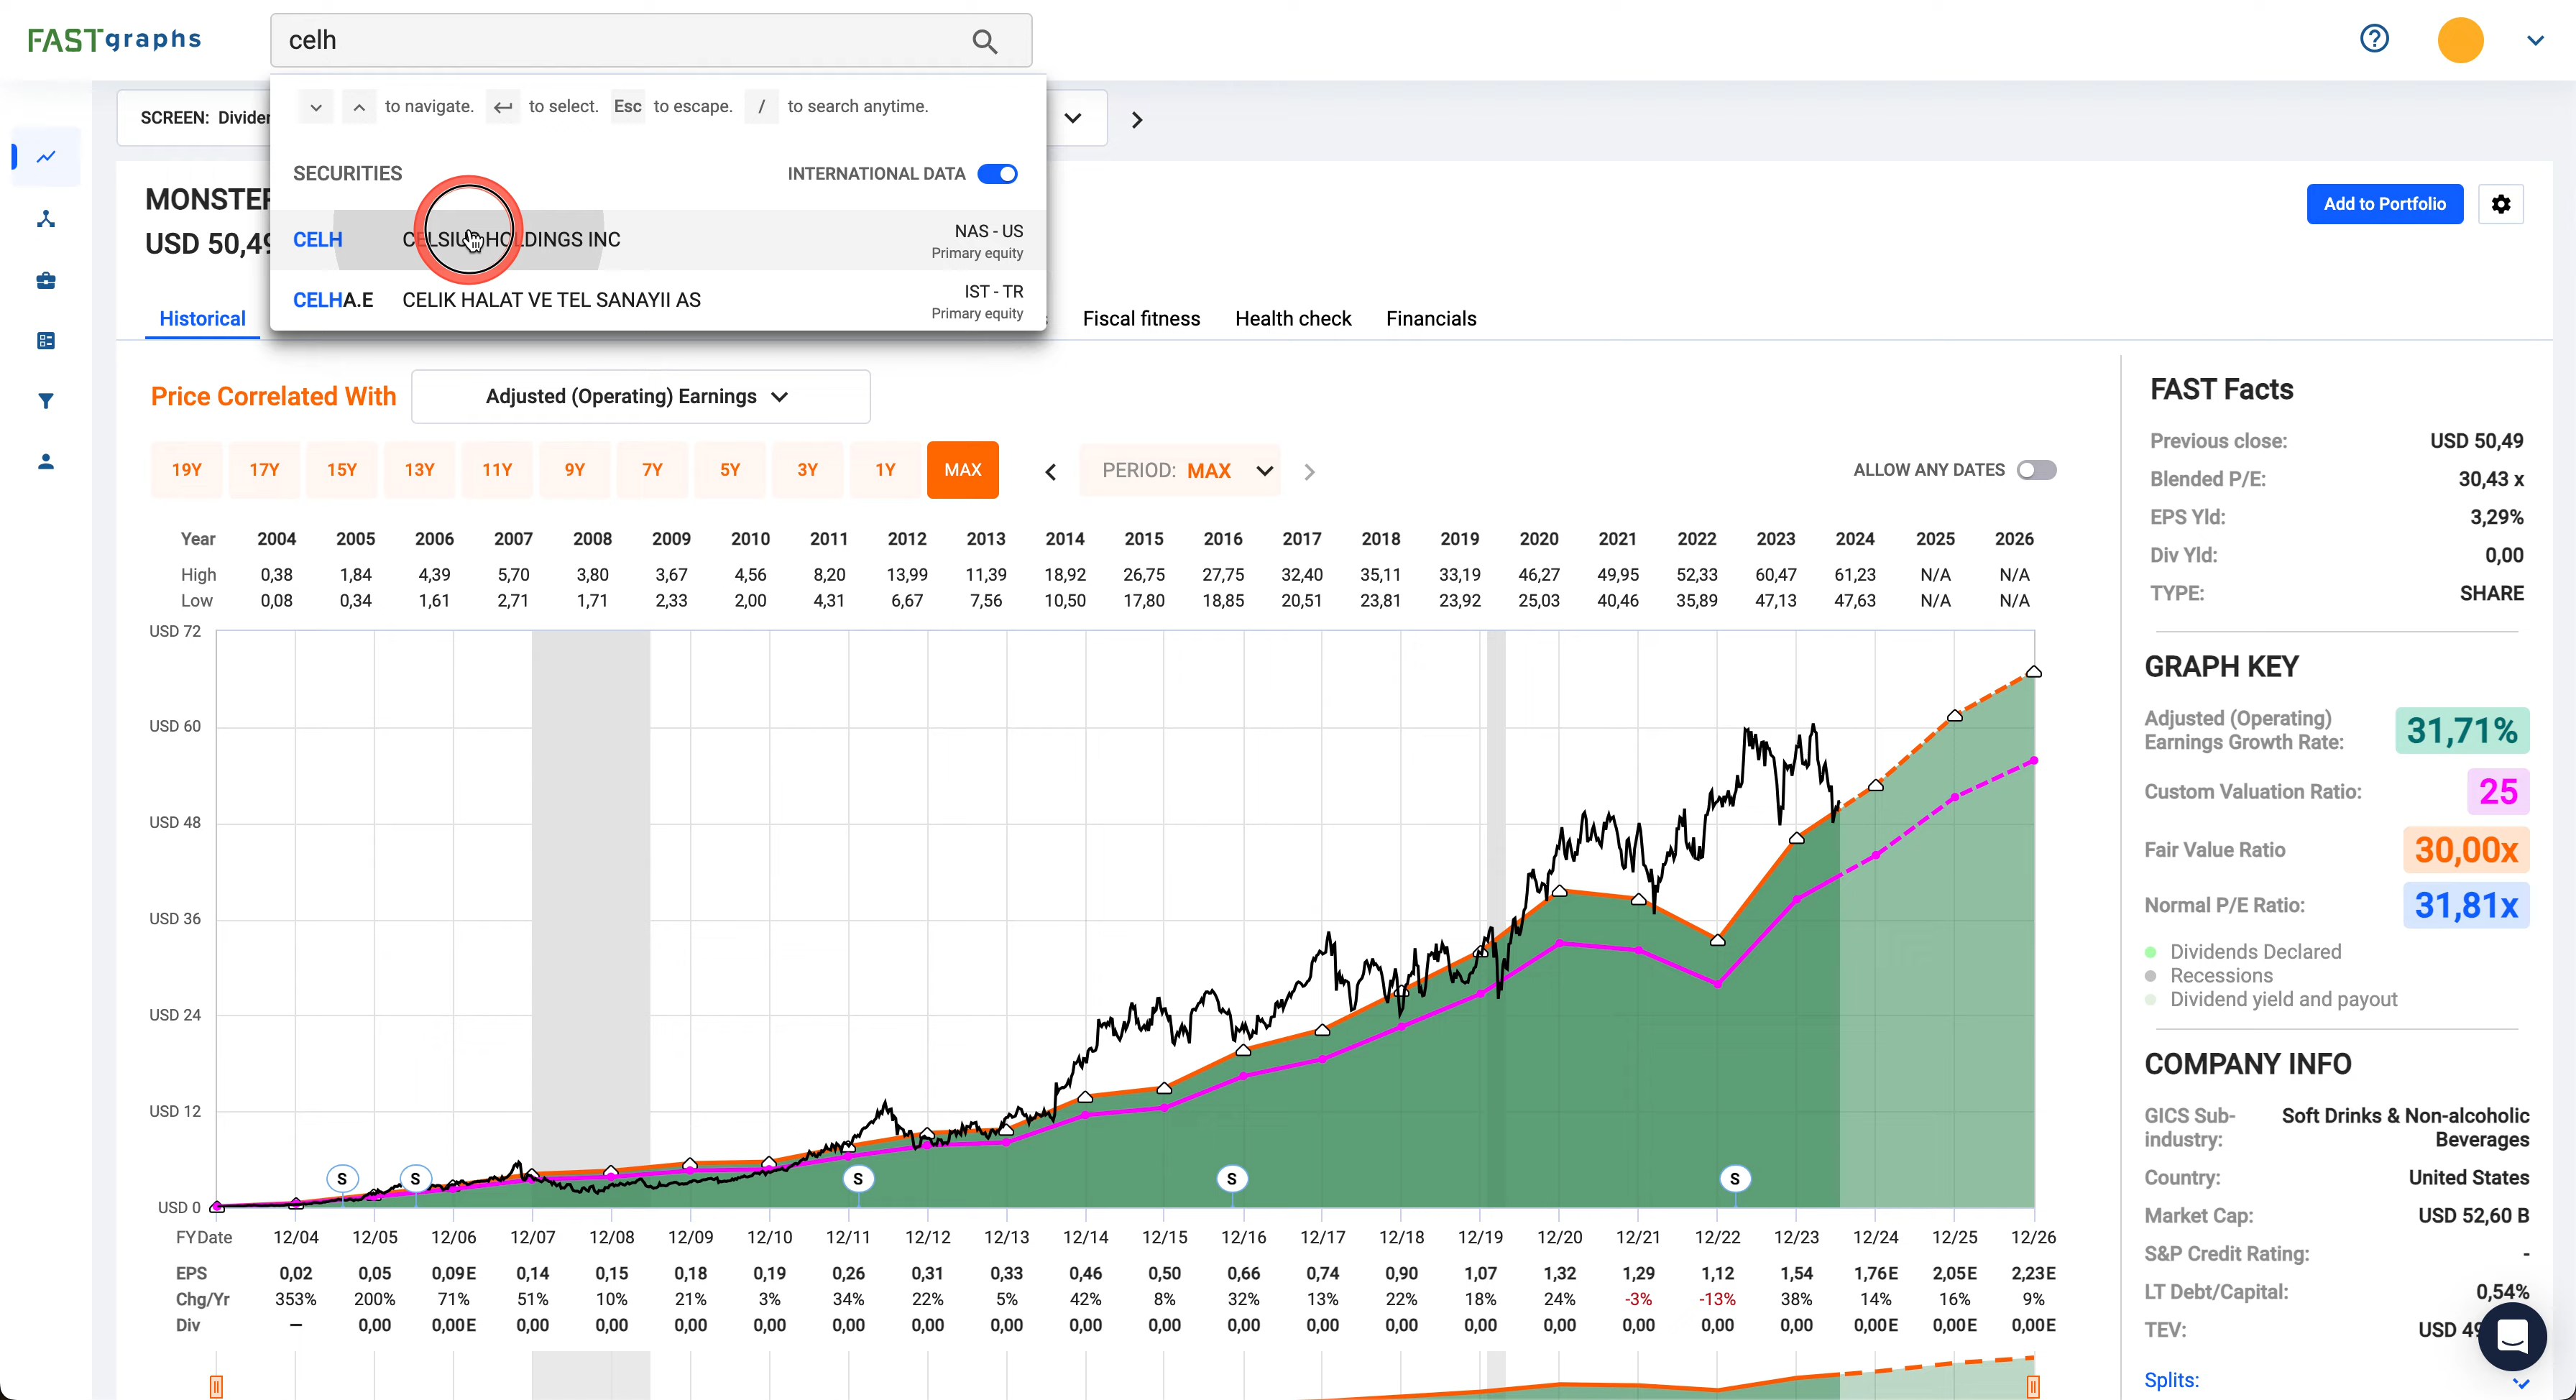 FASTgraphs
celh
to navigate. to select. Esc to escape. / to search anytime.
SCREEN: Divide
SECURITIES
INTERNATIONAL DATA
MONSTER
USD 50,49
Add to Portfolio
CELH CELSIUS HOLDINGS INC NAS - US
Primary equity
CELHA.E CELIK HALAT VE TEL SANAYII AS IST - TR
Primary equity
Historical
Fiscal fitness
Health check
Financials
Price Correlated With
Adjusted (Operating) Earnings
19Y 17Y 15Y 13Y 11Y 9Y 7Y 5Y 3Y 1Y MAX
PERIOD: MAX
ALLOW ANY DATES
Year 2004 2005 2006 2007 2008 2009 2010 2011 2012 2013 2014 2015 2016 2017 2018 2019 2020 2021 2022 2023 2024 2025 2026
High 0,38 1,84 4,39 5,70 3,80 3,67 4,56 8,20 13,99 11,39 18,92 26,75 27,75 32,40 35,11 33,19 46,27 49,95 52,33 60,47 61,23 N/A N/A
Low 0,08 0,34 1,61 2,71 1,71 2,33 2,00 4,31 6,67 7,56 10,50 17,80 18,85 20,51 23,81 23,92 25,03 40,46 35,89 47,13 47,63 N/A N/A
USD 72
USD 60
USD 48
USD 36
USD 24
USD 12
USD 0
S S S S S
FYDate 12/04 12/05 12/06 12/07 12/08 12/09 12/10 12/11 12/12 12/13 12/14 12/15 12/16 12/17 12/18 12/19 12/20 12/21 12/22 12/23 12/24 12/25 12/26
EPS 0,02 0,05 0,09E 0,14 0,15 0,18 0,19 0,26 0,31 0,33 0,46 0,50 0,66 0,74 0,90 1,07 1,32 1,29 1,12 1,54 1,76E 2,05E 2,23E
Chg/Yr 353% 200% 71% 51% 10% 21% 3% 34% 22% 5% 42% 8% 32% 13% 22% 18% 24% -3% -13% 38% 14% 16% 9%
Div – 0,00 0,00E 0,00 0,00 0,00 0,00 0,00 0,00 0,00 0,00 0,00 0,00 0,00 0,00 0,00 0,00 0,00 0,00 0,00 0,00E 0,00E 0,00E
FAST Facts
Previous close: USD 50,49
Blended P/E: 30,43 x
EPS Yld: 3,29%
Div Yld: 0,00
TYPE: SHARE
GRAPH KEY
Adjusted (Operating)
Earnings Growth Rate: 31,71%
Custom Valuation Ratio: 25
Fair Value Ratio 30,00x
Normal P/E Ratio: 31,81x
Dividends Declared
Recessions
Dividend yield and payout
COMPANY INFO
GICS Sub-industry: Soft Drinks & Non-alcoholic Beverages
Country: United States
Market Cap: USD 52,60 B
S&P Credit Rating: -
LT Debt/Capital: 0,54%
TEV: USD 49
Splits: